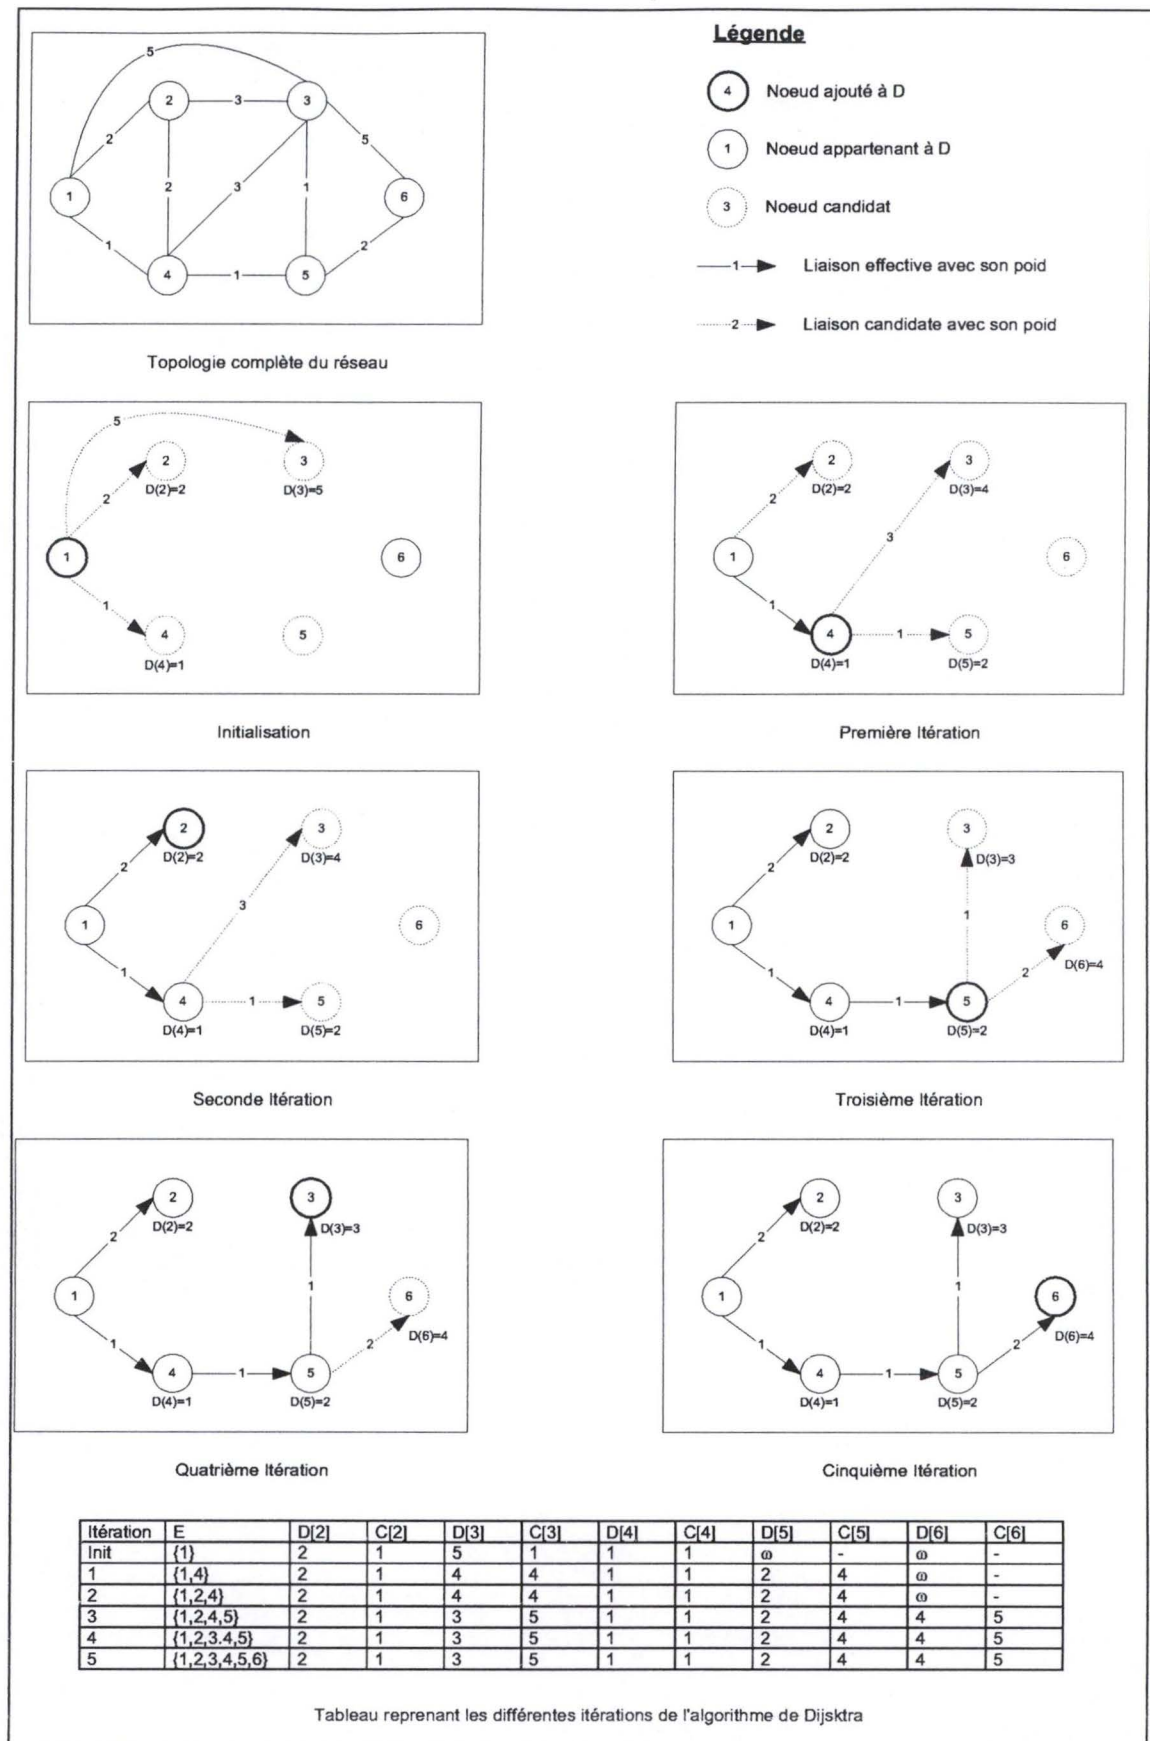 Légende
4 Noeud ajouté à D
1 Noeud appartenant à D
3 Noeud candidat
1 Liaison effective avec son poid
2 Liaison candidate avec son poid
5
2 3 3
2 5
1 2 3 1 6
1 2
4 1 5
Topologie complète du réseau
5
2 3
2 D(2)=2 D(3)=5
1 6
1
4 5
D(4)=1
Initialisation
2 3
D(2)=2 D(3)=4
2
3
1 6
1
4 1 5
D(4)=1 D(5)=2
Première Itération
2 3
D(2)=2 D(3)=4
2
3
1 6
1
4 1 5
D(4)=1 D(5)=2
Seconde Itération
2 3
D(2)=2 D(3)=3
2
1
1 6
D(6)=4
1 2
4 1 5
D(4)=1 D(5)=2
Troisième Itération
2 3
D(2)=2 D(3)=3
2
1
1 6
D(6)=4
1 2
4 1 5
D(4)=1 D(5)=2
Quatrième Itération
2 3
D(2)=2 D(3)=3
2
1
1 6
D(6)=4
1 2
4 1 5
D(4)=1 D(5)=2
Cinquième Itération
Itération E D[2] C[2] D[3] C[3] D[4] C[4] D[5] C[5] D[6] C[6]
Init {1} 2 1 5 1 1 1 ω - ω -
1 {1,4} 2 1 4 4 1 1 2 4 ω -
2 {1,2,4} 2 1 4 4 1 1 2 4 ω -
3 {1,2,4,5} 2 1 3 5 1 1 2 4 4 5
4 {1,2,3.4,5} 2 1 3 5 1 1 2 4 4 5
5 {1,2,3,4,5,6} 2 1 3 5 1 1 2 4 4 5
Tableau reprenant les différentes itérations de l'algorithme de Dijsktra